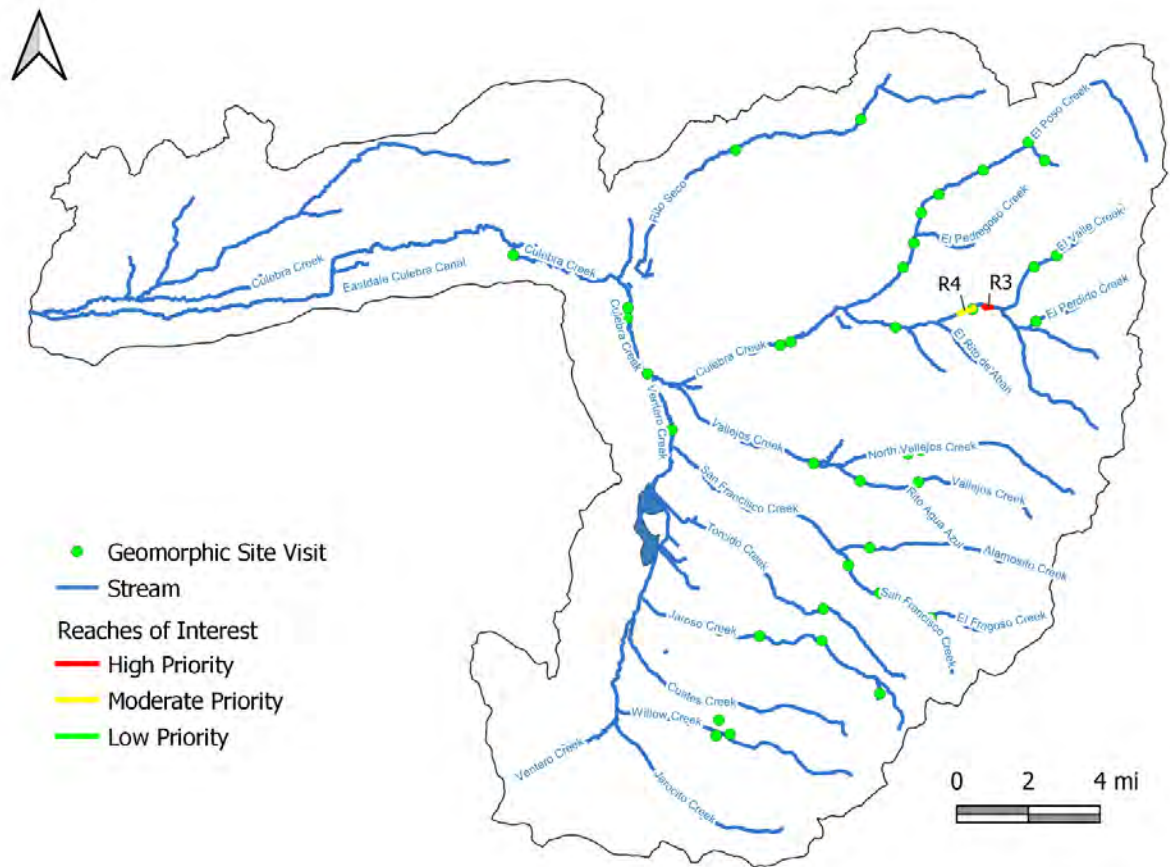 El Poso Creek
Rito Seco
El Pedregoso Creek
El Valle Creek
Culebra Creek
Culebra Creek
Eastdale Culebra Canal
R4
R3
El Perdido Creek
Culebra Creek
Culebra Creek
El Rito de Aban
Ventero Creek
Vallejos Creek
North Vallejos Creek
San Francisco Creek
Vallejos Creek
Rito Agua Azul
Torcido Creek
Alamosito Creek
San Francisco Creek
El Fragoso Creek
Jaroso Creek
Cuates Creek
Willow Creek
Ventero Creek
Jarocito Creek
Geomorphic Site Visit
Stream
Reaches of Interest
High Priority
Moderate Priority
Low Priority
0 2 4 mi